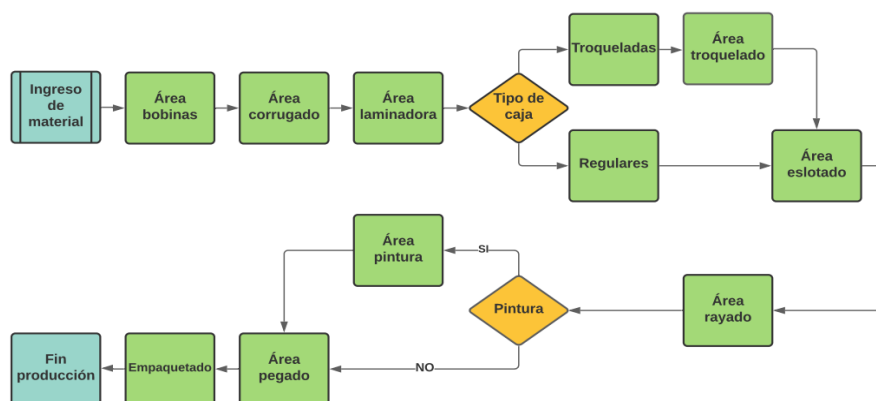 Ingreso
de
material
Área
bobinas
Área
corrugado
Área
laminadora
Tipo de
caja
Troqueladas
Área
troquelado
Regulares
Área
eslotado
Área
rayado
Pintura
SI
Área
pintura
NO
Área
pegado
Empaquetado
Fin
producción